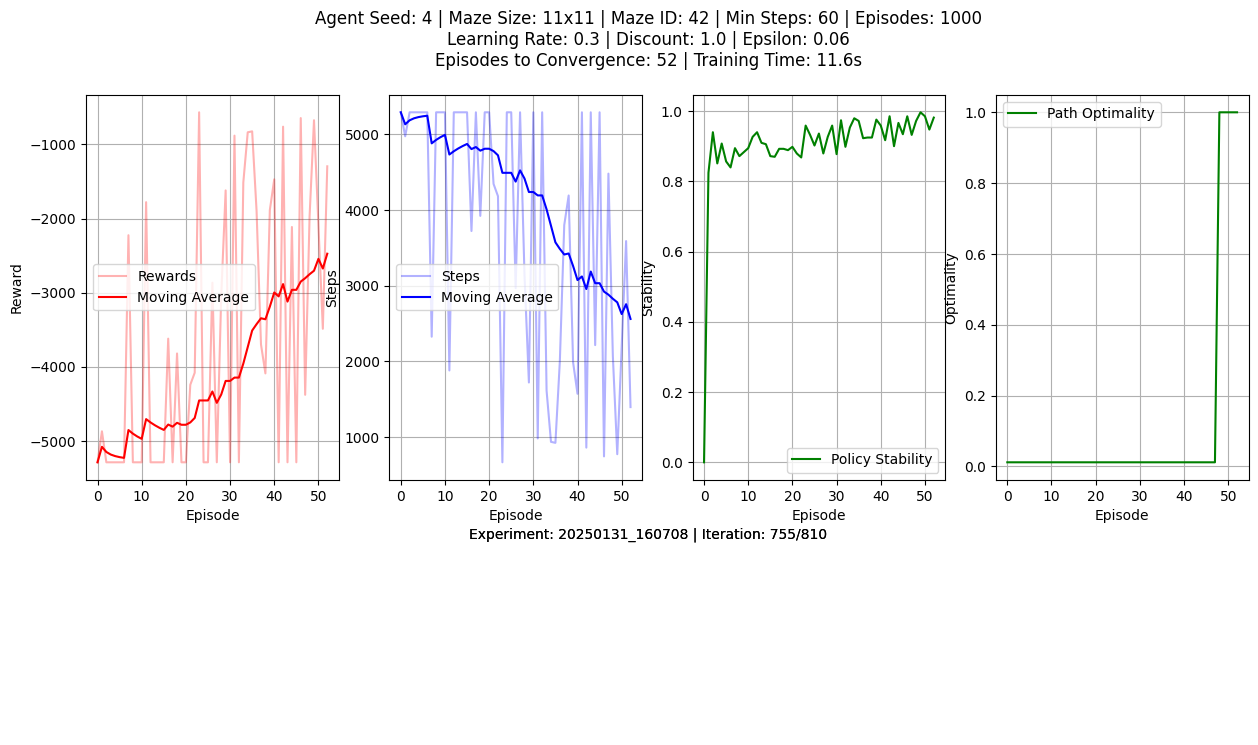 Agent Seed: 4 | Maze Size: 11x11 | Maze ID: 42 | Min Steps: 60 | Episodes: 1000
Learning Rate: 0.3 | Discount: 1.0 | Epsilon: 0.06
Episodes to Convergence: 52 | Training Time: 11.6s
Reward
−1000
−2000
−3000
−4000
−5000
Rewards
Moving Average
0 10 20 30 40 50
Episode
Steps
5000
4000
3000
2000
1000
Steps
Moving Average
0 10 20 30 40 50
Episode
Stability
1.0
0.8
0.6
0.4
0.2
0.0
Policy Stability
0 10 20 30 40 50
Episode
Optimality
1.0
0.8
0.6
0.4
0.2
0.0
Path Optimality
0 10 20 30 40 50
Episode
Experiment: 20250131_160708 | Iteration: 755/810